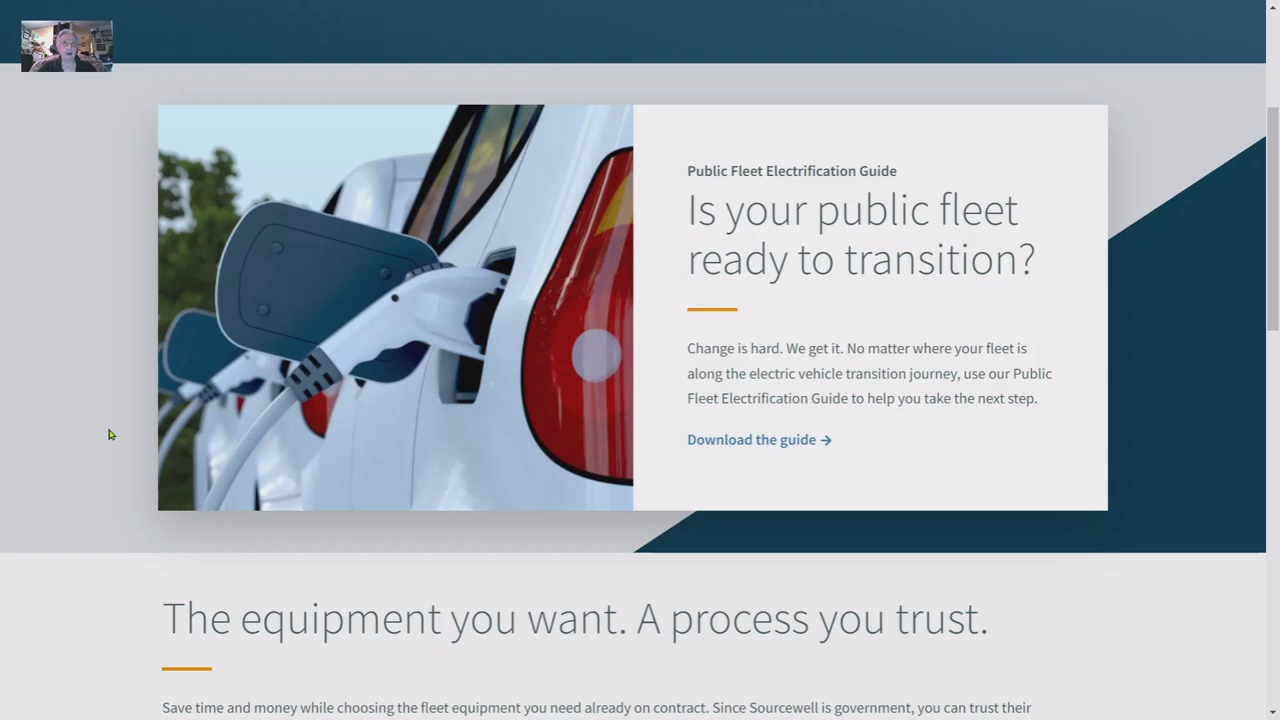 Public Fleet Electrification Guide
Is your public fleet
ready to transition?
Change is hard. We get it. No matter where your fleet is
along the electric vehicle transition journey, use our Public
Fleet Electrification Guide to help you take the next step.
Download the guide →
The equipment you want. A process you trust.
Save time and money while choosing the fleet equipment you need already on contract. Since Sourcewell is government, you can trust their